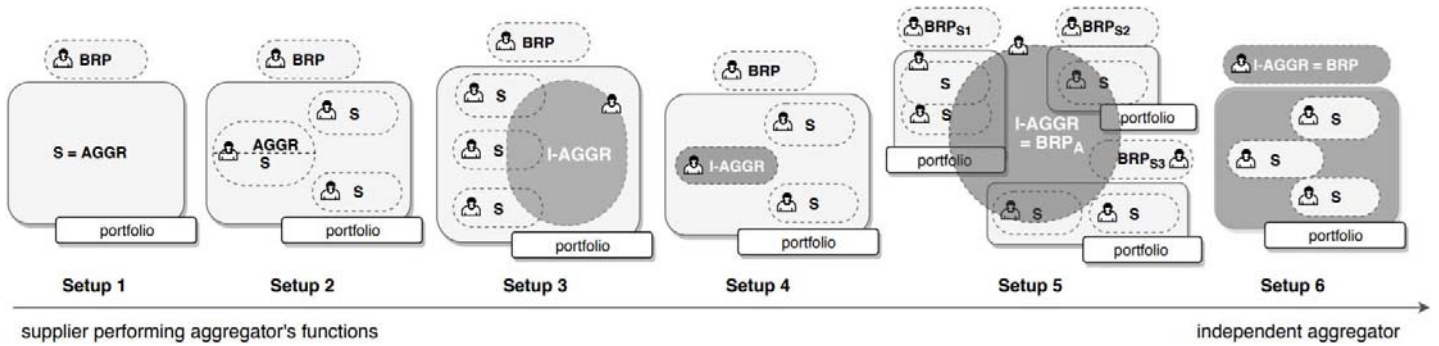 BRP
S = AGGR
portfolio
Setup 1
BRP
S
AGGR
S
S
portfolio
Setup 2
BRP
S
S
I-AGGR
S
portfolio
Setup 3
BRP
S
I-AGGR
S
portfolio
Setup 4
BRPS1
BRPS2
S
S
S
portfolio
I-AGGR
= BRPA
portfolio
BRPS3
S
S
portfolio
Setup 5
I-AGGR = BRP
S
S
S
portfolio
Setup 6
supplier performing aggregator's functions
independent aggregator